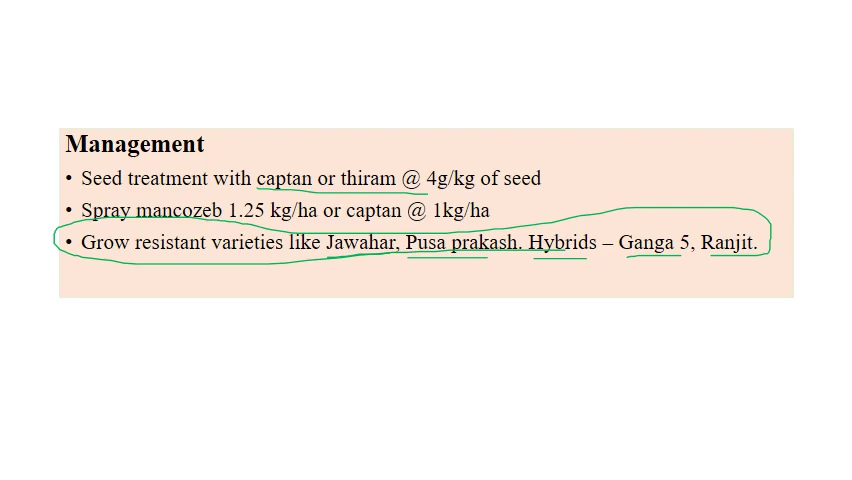 Management
• Seed treatment with captan or thiram @ 4g/kg of seed
• Spray mancozeb 1.25 kg/ha or captan @ 1kg/ha
• Grow resistant varieties like Jawahar, Pusa prakash. Hybrids – Ganga 5, Ranjit.